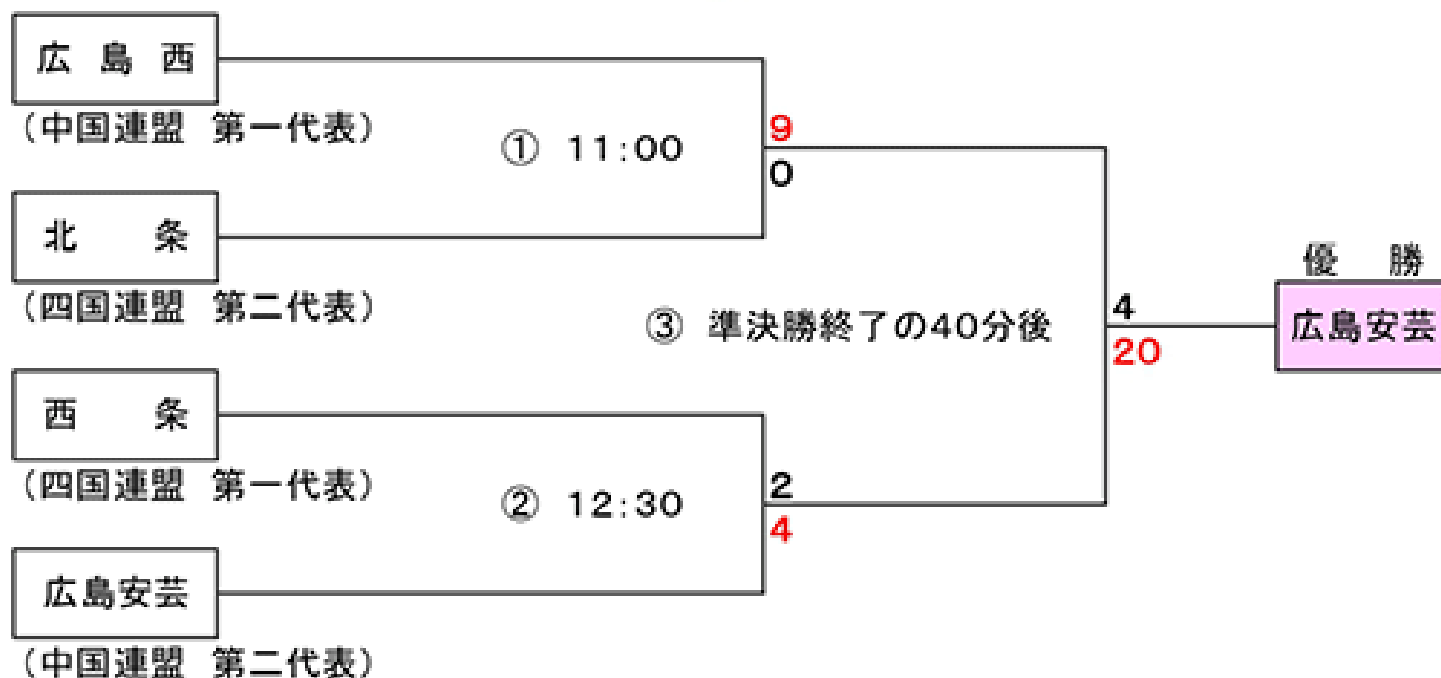 広島西
(中国連盟 第一代表)
① 11:00
9
0
北 条
(四国連盟 第二代表)
優 勝
広島安芸
③ 準決勝終了の40分後
4
20
西 条
(四国連盟 第一代表)
② 12:30
2
4
広島安芸
(中国連盟 第二代表)